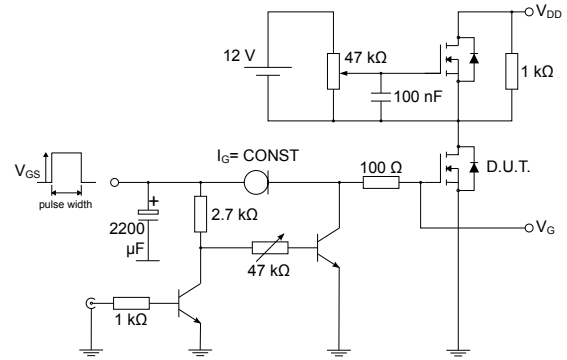 V_DD
12 V
47 kΩ
1 kΩ
100 nF
I_G= CONST
V_GS
100 Ω
D.U.T.
pulse width
+
2200
μF
2.7 kΩ
47 kΩ
V_G
1 kΩ